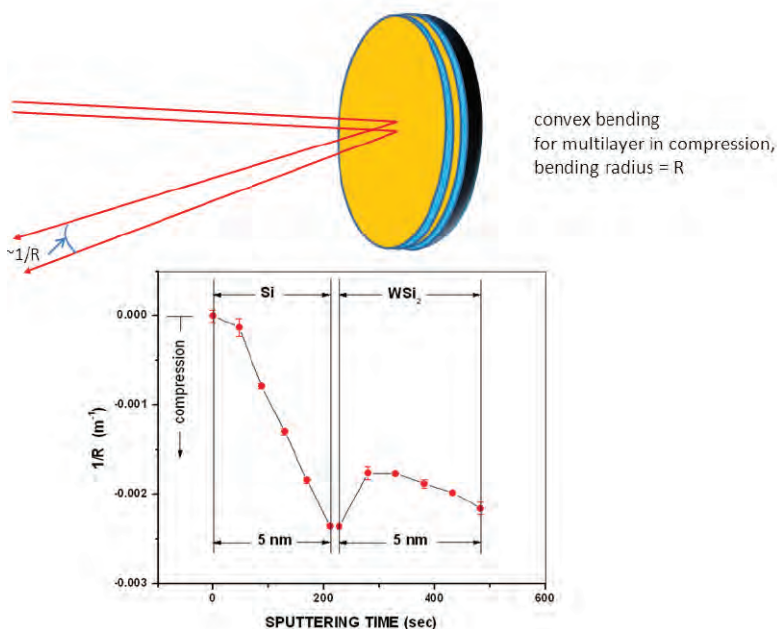 convex bending
for multilayer in compression,
bending radius = R
~1/R
Si
WSi₂
0.000
compression
-0.001
1/R (m⁻¹)
-0.002
5 nm
5 nm
-0.003
0
200
400
600
SPUTTERING TIME (sec)